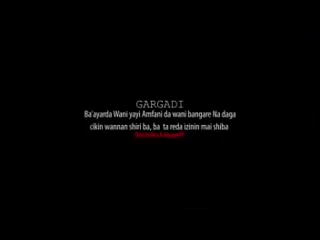 GARGADI
Ba'ayarda Wani yayi Amfani da wani bangare Na daga
cikin wannan shiri ba, ba ta reda izinin mai shiba